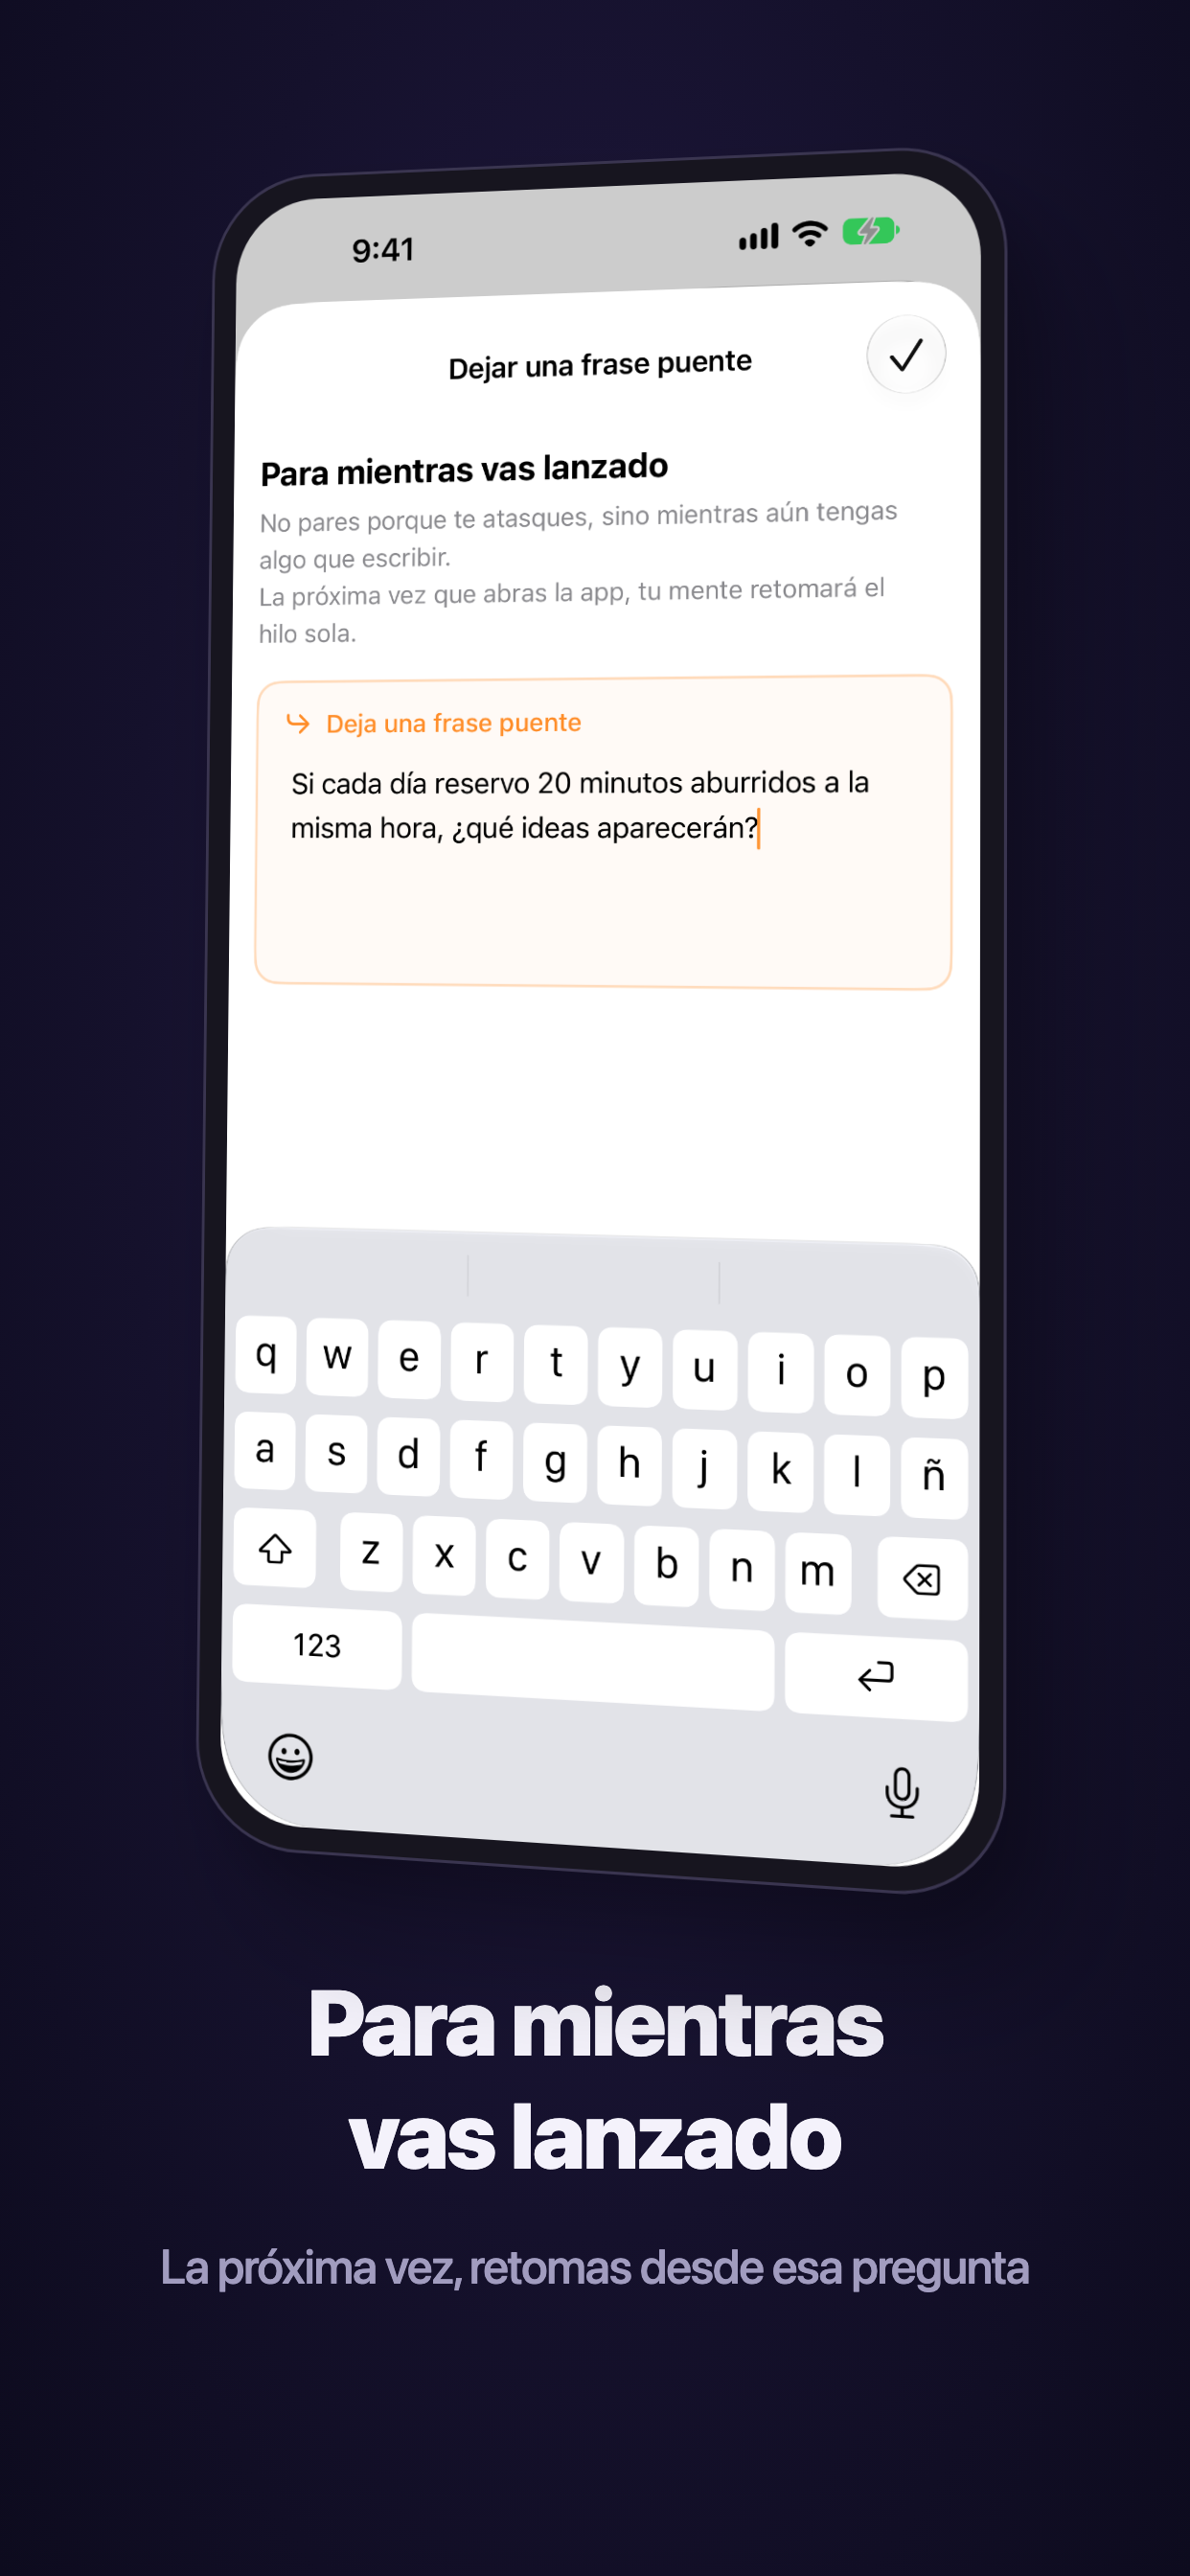 9:41
Dejar una frase puente
Para mientras vas lanzado
No pares porque te atasques, sino mientras aún tengas
algo que escribir.
La próxima vez que abras la app, tu mente retomará el
hilo sola.
Deja una frase puente
Si cada día reservo 20 minutos aburridos a la
misma hora, ¿qué ideas aparecerán?
q w e r t y u i o p
a s d f g h j k l ñ
z x c v b n m
123
Para mientras
vas lanzado
La próxima vez, retomas desde esa pregunta